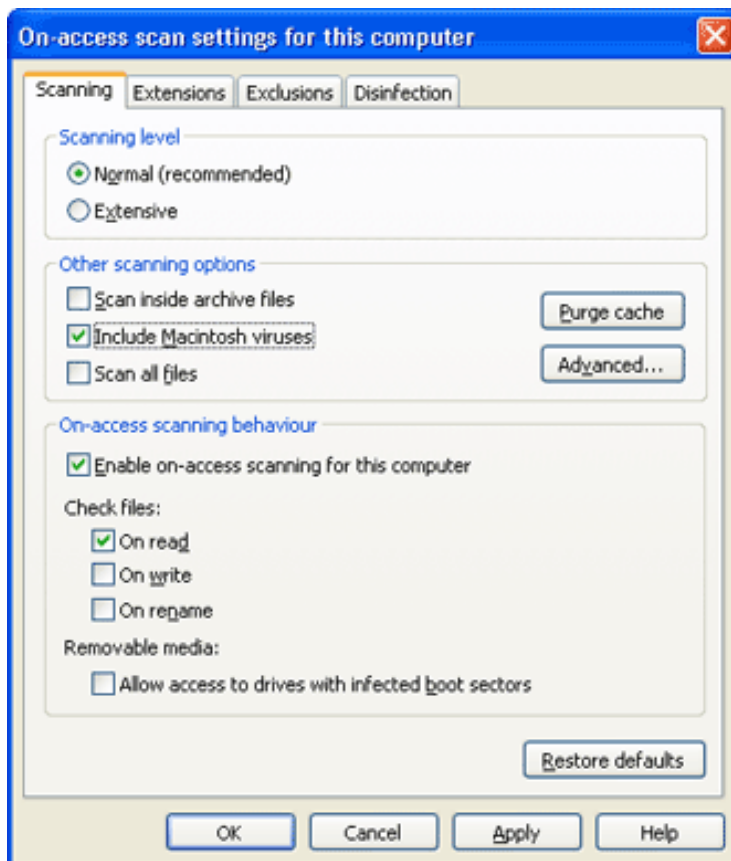 On-access scan settings for this computer
Scanning Extensions Exclusions Disinfection
Scanning level
Normal (recommended)
Extensive
Other scanning options
Scan inside archive files
Purge cache
Include Macintosh viruses
Scan all files
Advanced...
On-access scanning behaviour
Enable on-access scanning for this computer
Check files:
On read
On write
On rename
Removable media:
Allow access to drives with infected boot sectors
Restore defaults
OK Cancel Apply Help